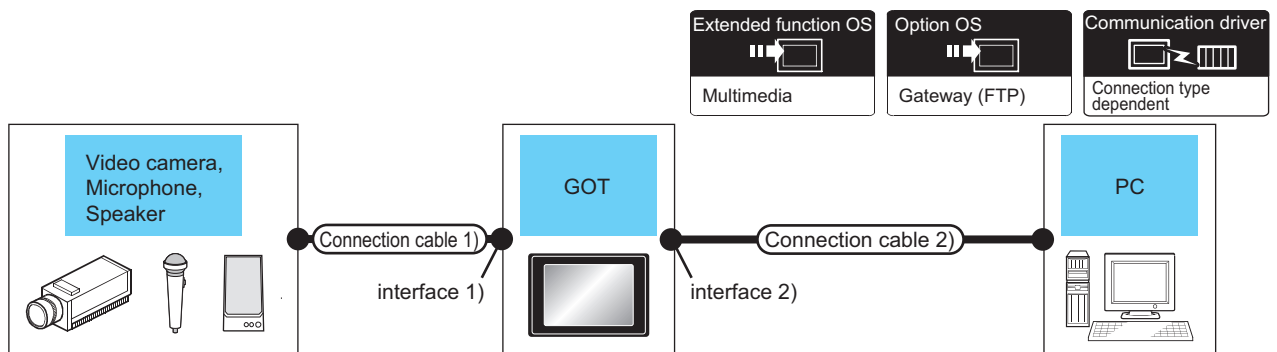 Extended function OS
Multimedia
Option OS
Gateway (FTP)
Communication driver
Connection type
dependent
Video camera,
Microphone,
Speaker
Connection cable 1)
interface 1)
GOT
Connection cable 2)
interface 2)
PC